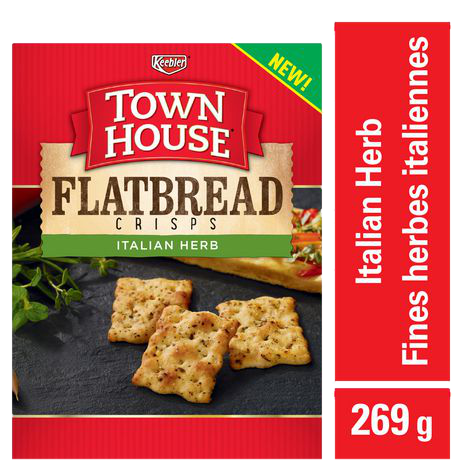 Keebler
NEW!
TOWN
HOUSE®
FLATBREAD
CRISPS
ITALIAN HERB
Italian Herb
Fines herbes italiennes
269 g